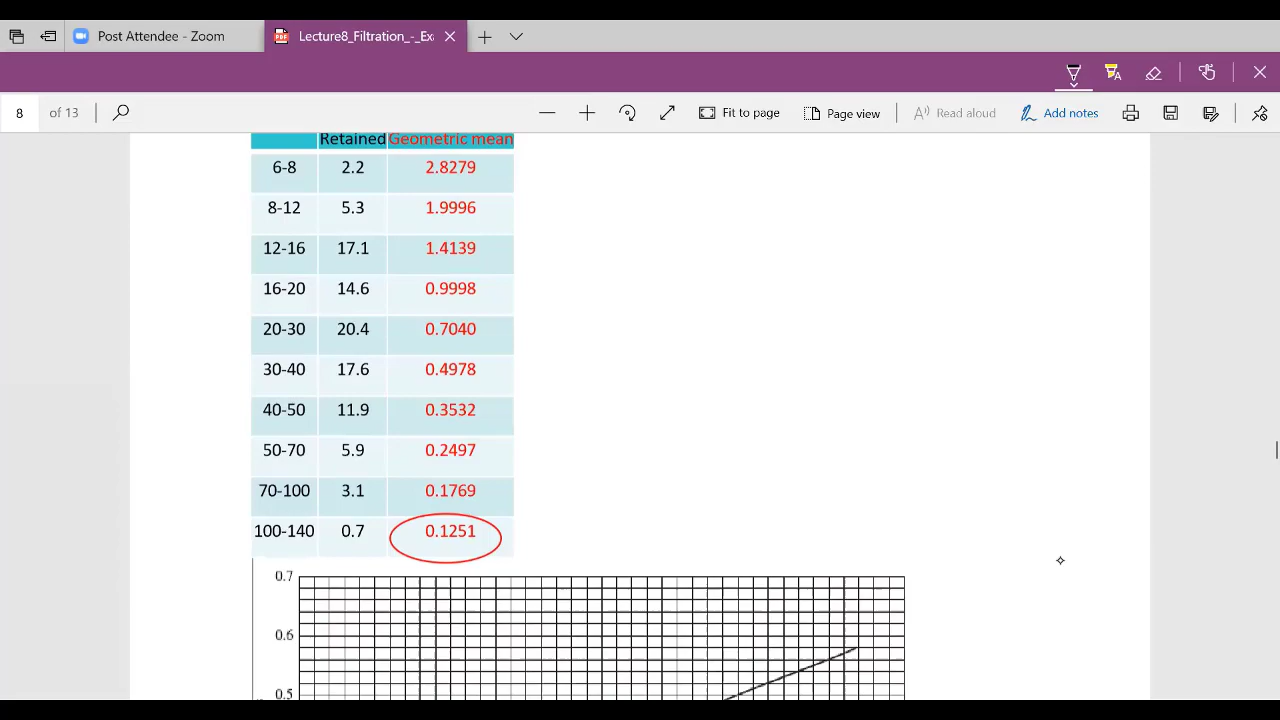 Post Attendee - Zoom
Lecture8_Filtration_-_Ex
8 of 13
Fit to page
Page view
Read aloud
Add notes
Retained Geometric mean
6-8 2.2 2.8279
8-12 5.3 1.9996
12-16 17.1 1.4139
16-20 14.6 0.9998
20-30 20.4 0.7040
30-40 17.6 0.4978
40-50 11.9 0.3532
50-70 5.9 0.2497
70-100 3.1 0.1769
100-140 0.7 0.1251
0.7
0.6
0.5